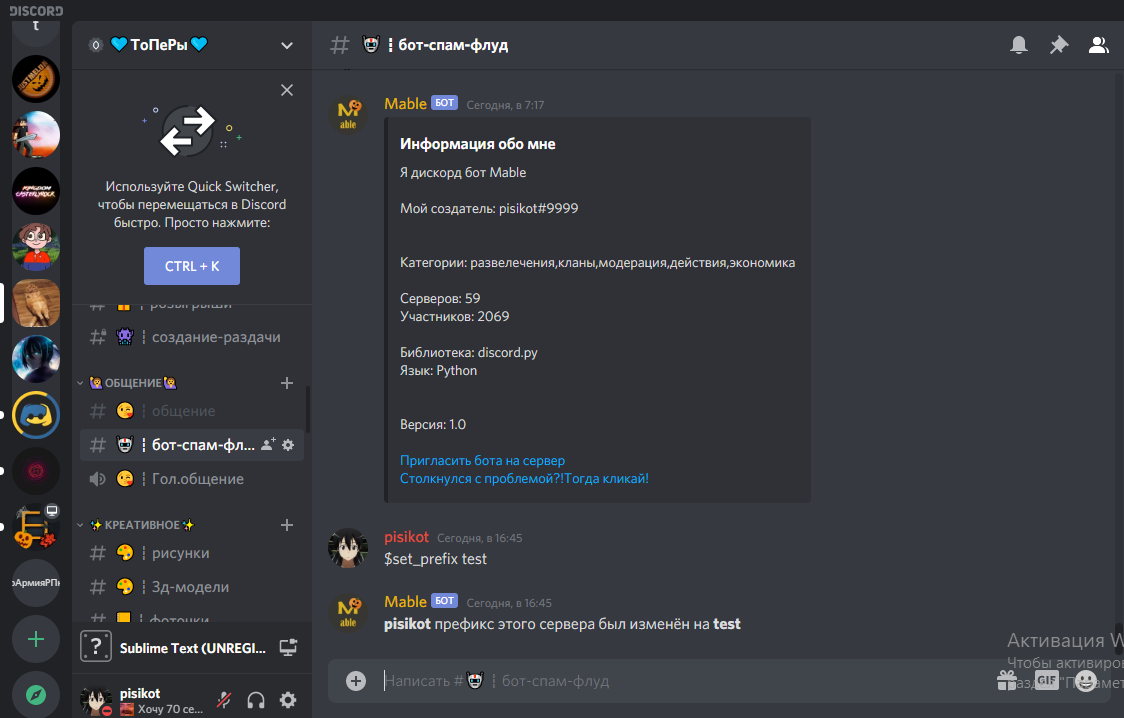 DISCORD
t
ТоПеРы
Используйте Quick Switcher,
чтобы перемещаться в Discord
быстро. Просто нажмите:
CTRL + K
розыгрыши
создание-раздачи
ОБЩЕНИЕ
общение
бот-спам-фл...
Гол.общение
КРЕАТИВНОЕ
рисунки
3д-модели
фоточки
Sublime Text (UNREGI...
pisikot
Хочу 70 се...
# ¦ бот-спам-флуд
Mable БОТ Сегодня, в 7:17
Информация обо мне
Я дискорд бот Mable
Мой создатель: pisikot#9999
Категории: развелечения,кланы,модерация,действия,экономика
Серверов: 59
Участников: 2069
Библиотека: discord.py
Язык: Python
Версия: 1.0
Пригласить бота на сервер
Столкнулся с проблемой?!Тогда кликай!
pisikot Сегодня, в 16:45
$set_prefix test
Mable БОТ Сегодня, в 16:45
pisikot префикс этого сервера был изменён на test
Написать # ¦ бот-спам-флуд
GIF
Активация W
Чтобы активиров